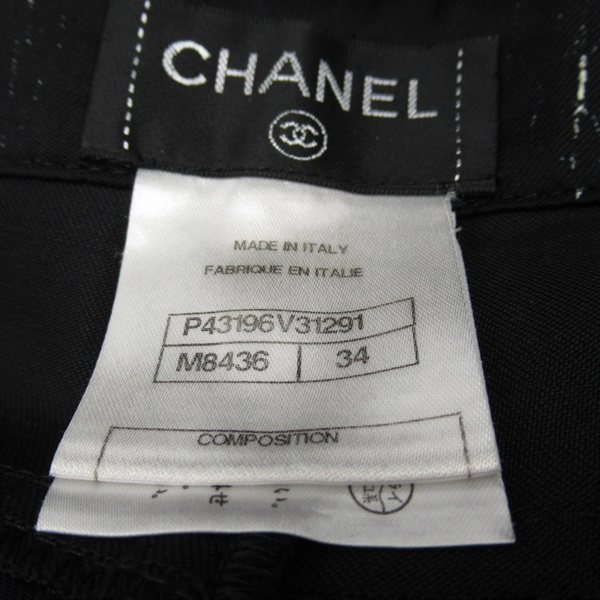 CHANEL
MADE IN ITALY
FABRIQUE EN ITALIE
P43196V31291
M8436 34
COMPOSITION